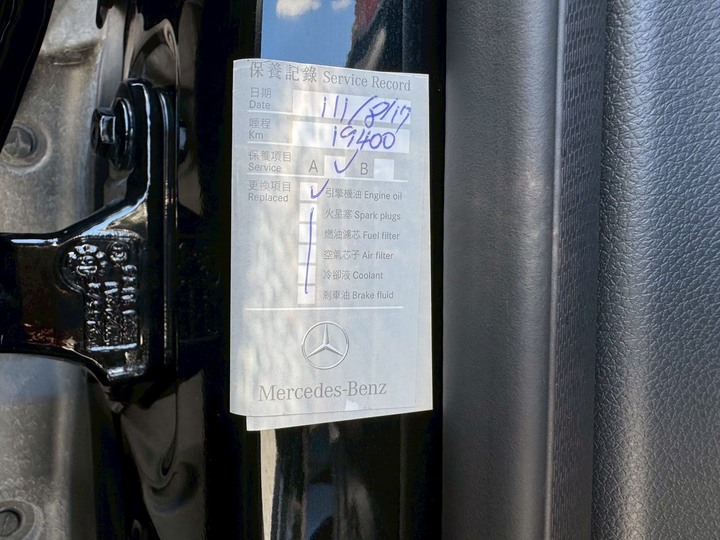 保養記錄 Service Record
日期
Date
111/8/17
里程
Km
19400
保養項目
Service A ✓ B
更換項目
Replaced
✓ 引擎機油 Engine oil
火星塞 Spark plugs
燃油濾芯 Fuel filter
空氣芯子 Air filter
冷卻液 Coolant
剎車油 Brake fluid
Mercedes-Benz